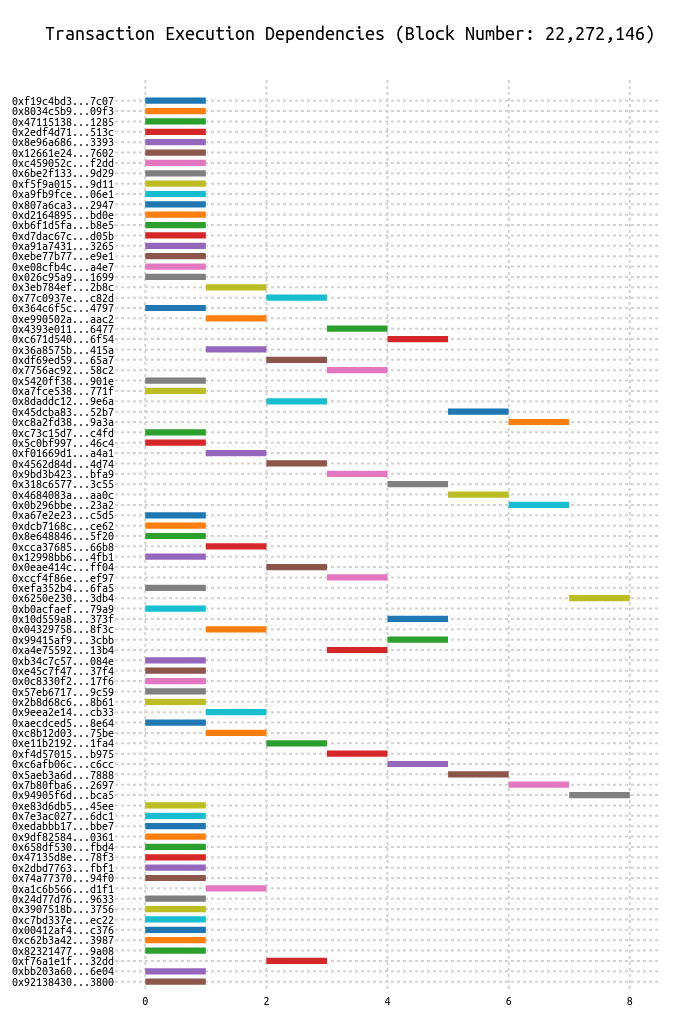 Transaction Execution Dependencies (Block Number: 22,272,146)
0xf19c4bd3...7c07
0x8034c5b9...09f3
0x47115138...1285
0x2edf4d71...513c
0x8e96a686...3393
0x12661e24...7602
0xc459052c...f2dd
0x6be2f133...9d29
0xf5f9a015...9d11
0xa9fb9fce...06e1
0x807a6ca3...2947
0xd2164895...bd0e
0xb6f1d5fa...b8e5
0xd7dac67c...d05b
0xa91a7431...3265
0xebe77b77...e9e1
0xe08cfb4c...a4e7
0x026c95a9...1699
0x3eb784ef...2b8c
0x77c0937e...c82d
0x364c6f5c...4797
0xe990502a...aac2
0x4393e011...6477
0xc671d540...6f54
0x36a8575b...415a
0xdf69ed59...65a7
0x7756ac92...58c2
0x5420ff38...901e
0xa7fce538...771f
0x8daddc12...9e6a
0x45dcba83...52b7
0xc8a2fd38...9a3a
0xc73c15d7...c4fd
0x5c0bf997...46c4
0xf01669d1...a4a1
0x4562d84d...4d74
0x9bd3b423...bfa9
0x318c6577...3c55
0x4684083a...aa0c
0x0b296bbe...23a2
0xa67e2e23...c5d5
0xdcb7168c...ce62
0x8e648846...5f20
0xcca37685...66b8
0x12998bb6...4fb1
0x0eae414c...ff04
0xccf4f86e...ef97
0xefa352b4...6fa5
0x6250e230...3db4
0xb0acfaef...79a9
0x10d559a8...373f
0x04329758...8f3c
0x99415af9...3cbb
0xa4e75592...13b4
0xb34c7c57...084e
0xe45c7f47...37f4
0x0c8330f2...17f6
0x57eb6717...9c59
0x2b8d68c6...8b61
0x9eea2e14...cb33
0xaecdced5...8e64
0xc8b12d03...75be
0xe11b2192...1fa4
0xf4d57015...b975
0xc6afb06c...c6cc
0x5aeb3a6d...7888
0x7b80fba6...2697
0x94905f6d...bca5
0xe83d6db5...45ee
0x7e3ac027...6dc1
0xedabbb17...bbe7
0x9df82584...0361
0x658df530...fbd4
0x47135d8e...78f3
0x2dbd7763...fbf1
0x74a77370...94f0
0xa1c6b566...d1f1
0x24d77d76...9633
0x3907518b...3756
0xc7bd337e...ec22
0x00412af4...c376
0xc62b3a42...3987
0x82321477...9a08
0xf76a1e1f...32dd
0xbb203a60...6e04
0x92138430...3800
0 2 4 6 8